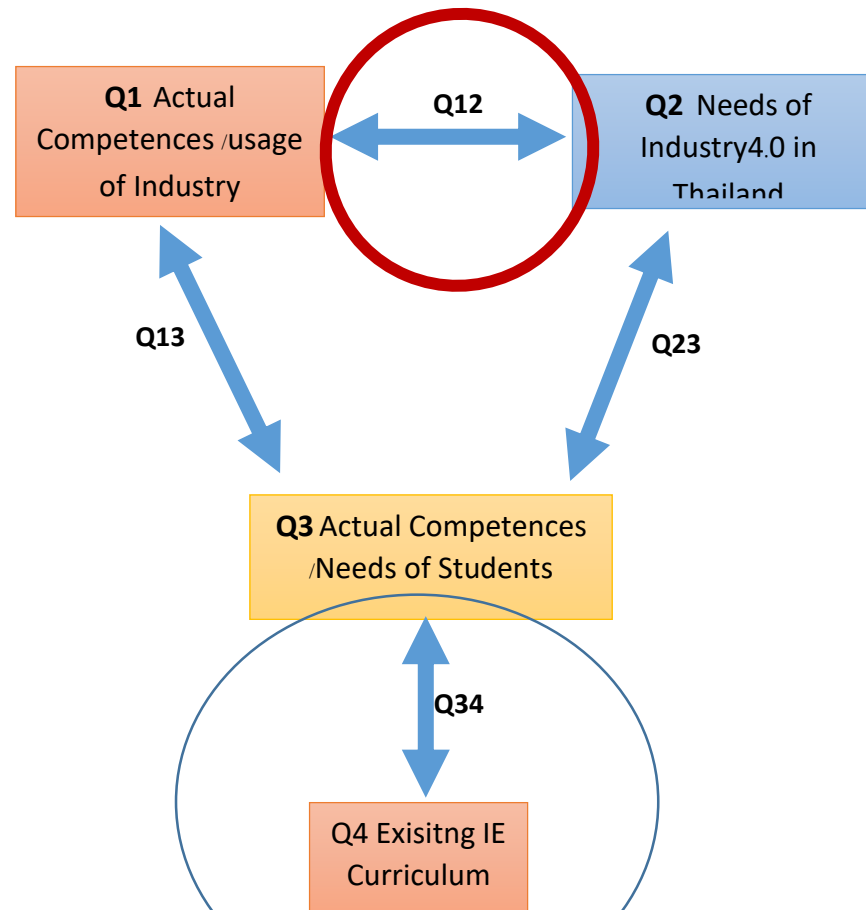 Q1 Actual
Competences /usage
of Industry
Q12
Q2 Needs of
Industry4.0 in
Thailand
Q13
Q23
Q3 Actual Competences
/Needs of Students
Q34
Q4 Exisitng IE
Curriculum